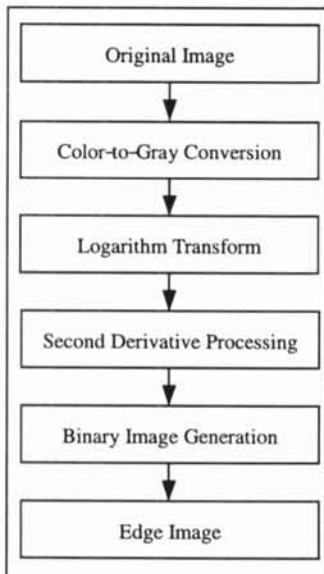 Original Image
Color-to-Gray Conversion
Logarithm Transform
Second Derivative Processing
Binary Image Generation
Edge Image